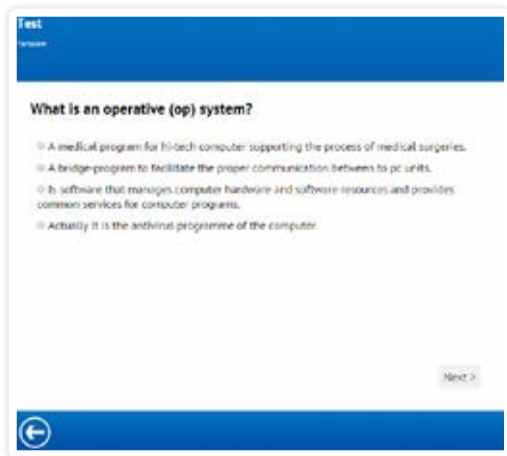 Test
What is an operative (op) system?
A medical program for hi-tech computer supporting the process of medical surgeries.
A bridge-program to facilitate the proper communication between to pc units.
Is software that manages computer hardware and software resources and provides
common services for computer programs.
Actually it is the antivirus programme of the computer.
Next >